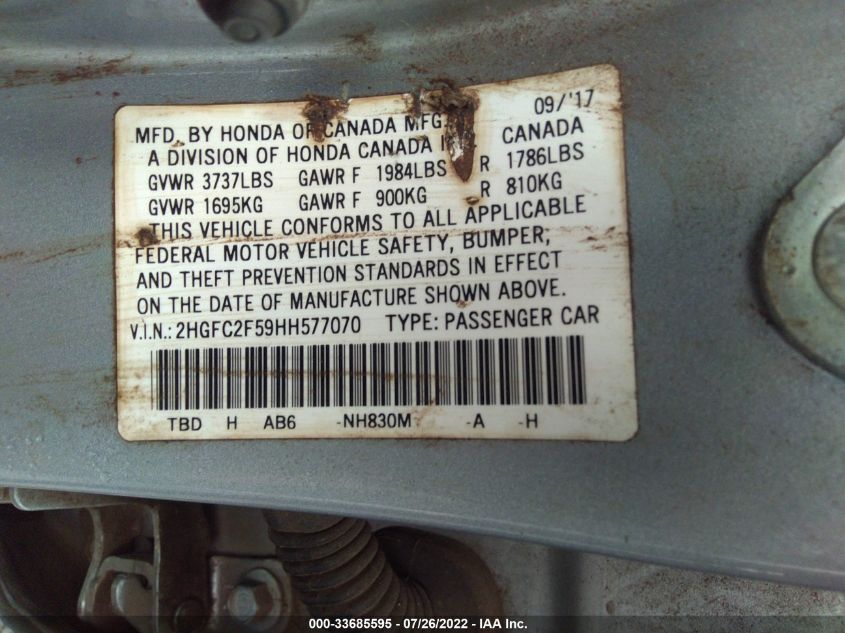 09/'17
MFD. BY HONDA OF CANADA MFG. CANADA
A DIVISION OF HONDA CANADA
GVWR 3737LBS GAWR F 1984LBS R 1786LBS
GVWR 1695KG GAWR F 900KG R 810KG
THIS VEHICLE CONFORMS TO ALL APPLICABLE
FEDERAL MOTOR VEHICLE SAFETY, BUMPER,
AND THEFT PREVENTION STANDARDS IN EFFECT
ON THE DATE OF MANUFACTURE SHOWN ABOVE.
V.I.N.: 2HGFC2F59HH577070 TYPE: PASSENGER CAR
TBD H AB6 -NH830M -A -H
000-33685595 - 07/26/2022 - IAA Inc.